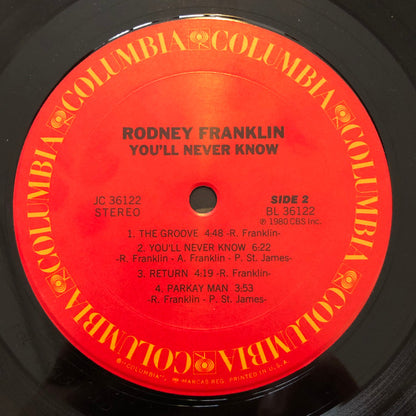 COLUMBIA COLUMBIA COLUMBIA COLUMBIA COLUMBIA COLUMBIA
RODNEY FRANKLIN
YOU'LL NEVER KNOW
JC 36122
STEREO
SIDE 2
BL 36122
℗ 1980 CBS Inc.
1. THE GROOVE 4:48 -R. Franklin-
2. YOU'LL NEVER KNOW 6:22
-R. Franklin - A. Franklin - P. St. James-
3. RETURN 4:19 -R. Franklin-
4. PARKAY MAN 3:53
-R. Franklin - P. St. James-
"COLUMBIA", MARCAS REG. PRINTED IN U.S.A.